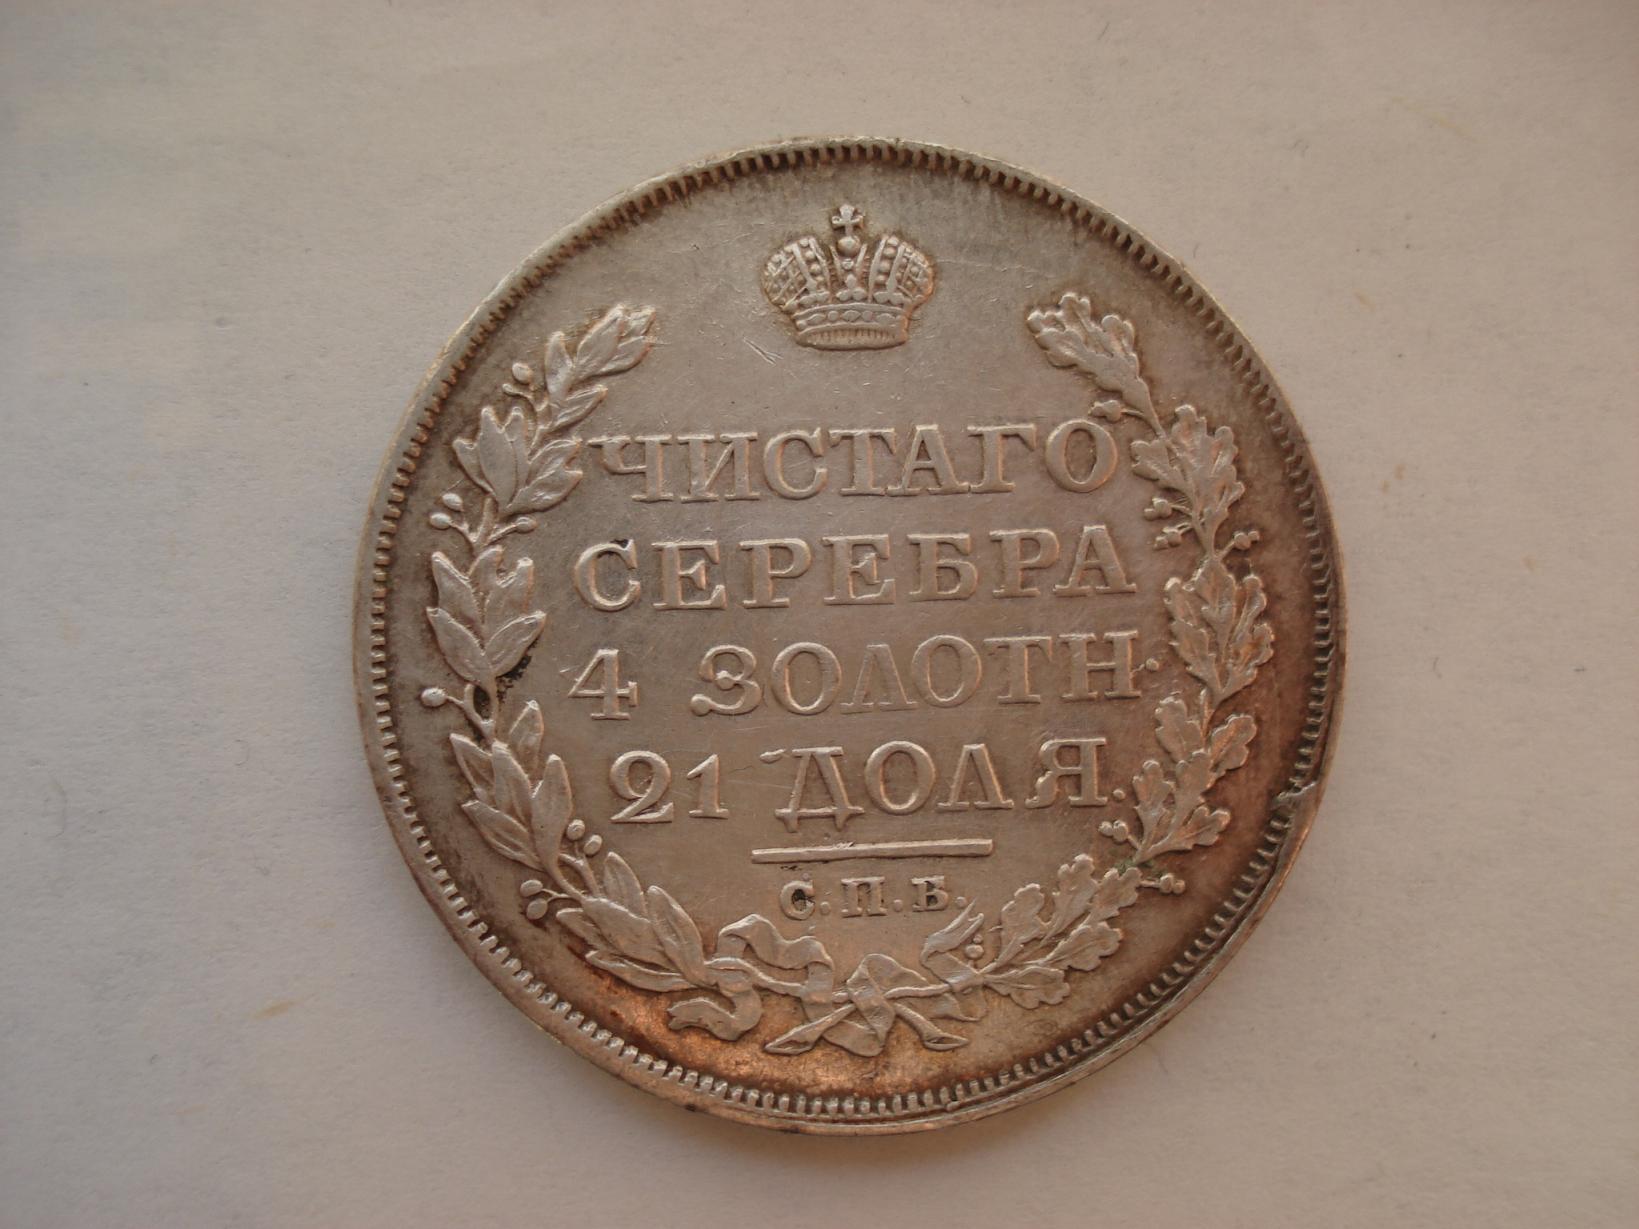 ЧИСТАГО
СЕРЕБРА
4 ЗОЛОТН.
21 ДОЛЯ.
С.П.Б.